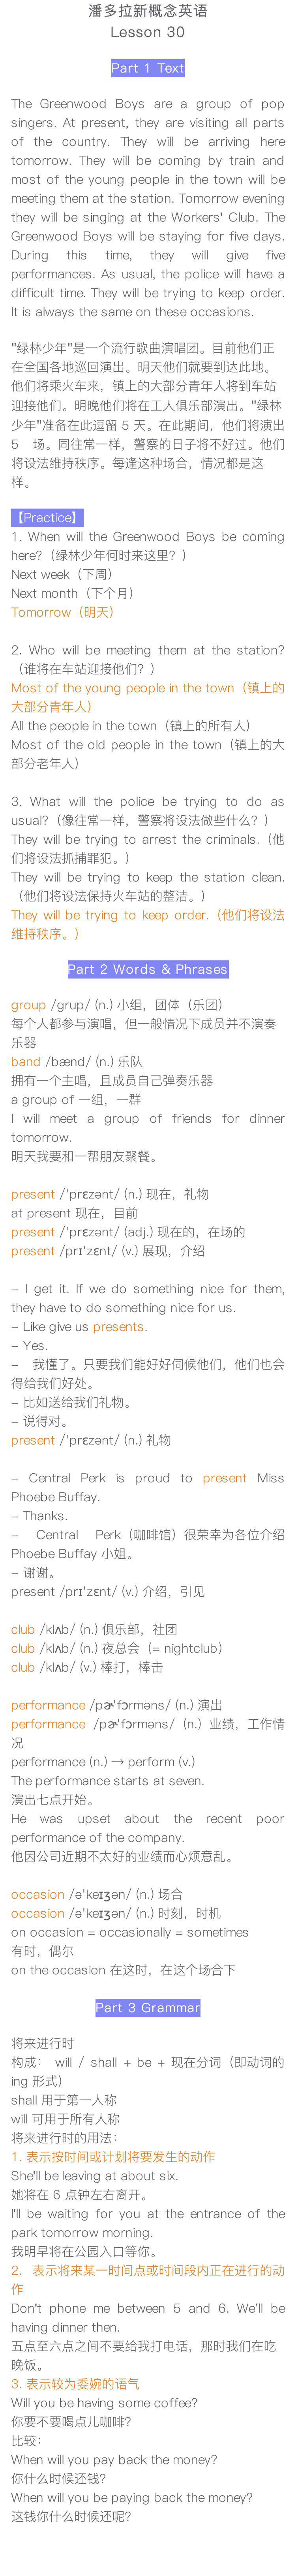 潘多拉新概念英语
Lesson 30
Part 1 Text
The Greenwood Boys are a group of pop
singers. At present, they are visiting all parts
of the country. They will be arriving here
tomorrow. They will be coming by train and
most of the young people in the town will be
meeting them at the station. Tomorrow evening
they will be singing at the Workers' Club. The
Greenwood Boys will be staying for five days.
During this time, they will give five
performances. As usual, the police will have a
difficult time. They will be trying to keep order.
It is always the same on these occasions.
"绿林少年"是一个流行歌曲演唱团。目前他们正
在全国各地巡回演出。明天他们就要到达此地。
他们将乘火车来，镇上的大部分青年人将到车站
迎接他们。明晚他们将在工人俱乐部演出。"绿林
少年"准备在此逗留 5 天。在此期间，他们将演出
5 场。同往常一样，警察的日子将不好过。他们
将设法维持秩序。每逢这种场合，情况都是这
样。
【Practice】
1. When will the Greenwood Boys be coming
here?（绿林少年何时来这里？）
Next week（下周）
Next month（下个月）
Tomorrow（明天）
2. Who will be meeting them at the station?
（谁将在车站迎接他们？）
Most of the young people in the town（镇上的
大部分青年人）
All the people in the town（镇上的所有人）
Most of the old people in the town（镇上的大
部分老年人）
3. What will the police be trying to do as
usual?（像往常一样，警察将设法做些什么？）
They will be trying to arrest the criminals.（他
们将设法抓捕罪犯。）
They will be trying to keep the station clean.
（他们将设法保持火车站的整洁。）
They will be trying to keep order.（他们将设法
维持秩序。）
Part 2 Words & Phrases
group /grup/ (n.) 小组，团体（乐团）
每个人都参与演唱，但一般情况下成员并不演奏
乐器
band /bænd/ (n.) 乐队
拥有一个主唱，且成员自己弹奏乐器
a group of 一组，一群
I will meet a group of friends for dinner
tomorrow.
明天我要和一帮朋友聚餐。
present /ˈprɛzənt/ (n.) 现在，礼物
at present 现在，目前
present /ˈprɛzənt/ (adj.) 现在的，在场的
present /prɪˈzɛnt/ (v.) 展现，介绍
- I get it. If we do something nice for them,
they have to do something nice for us.
- Like give us presents.
- Yes.
- 我懂了。只要我们能好好伺候他们，他们也会
得给我们好处。
- 比如送给我们礼物。
- 说得对。
present /ˈprɛzənt/ (n.) 礼物
- Central Perk is proud to present Miss
Phoebe Buffay.
- Thanks.
- Central Perk（咖啡馆）很荣幸为各位介绍
Phoebe Buffay 小姐。
- 谢谢。
present /prɪˈzɛnt/ (v.) 介绍，引见
club /klʌb/ (n.) 俱乐部，社团
club /klʌb/ (n.) 夜总会（= nightclub）
club /klʌb/ (v.) 棒打，棒击
performance /pɚˈfɔrməns/ (n.) 演出
performance /pɚˈfɔrməns/ (n.) 业绩，工作情
况
performance (n.) → perform (v.)
The performance starts at seven.
演出七点开始。
He was upset about the recent poor
performance of the company.
他因公司近期不太好的业绩而心烦意乱。
occasion /əˈkeɪʒən/ (n.) 场合
occasion /əˈkeɪʒən/ (n.) 时刻，时机
on occasion = occasionally = sometimes
有时，偶尔
on the occasion 在这时，在这个场合下
Part 3 Grammar
将来进行时
构成： will / shall + be + 现在分词（即动词的
ing 形式）
shall 用于第一人称
will 可用于所有人称
将来进行时的用法：
1. 表示按时间或计划将要发生的动作
She'll be leaving at about six.
她将在 6 点钟左右离开。
I'll be waiting for you at the entrance of the
park tomorrow morning.
我明早将在公园入口等你。
2. 表示将来某一时间点或时间段内正在进行的动
作
Don't phone me between 5 and 6. We'll be
having dinner then.
五点至六点之间不要给我打电话，那时我们在吃
晚饭。
3. 表示较为委婉的语气
Will you be having some coffee?
你要不要喝点儿咖啡？
比较：
When will you pay back the money?
你什么时候还钱？
When will you be paying back the money?
这钱你什么时候还呢？